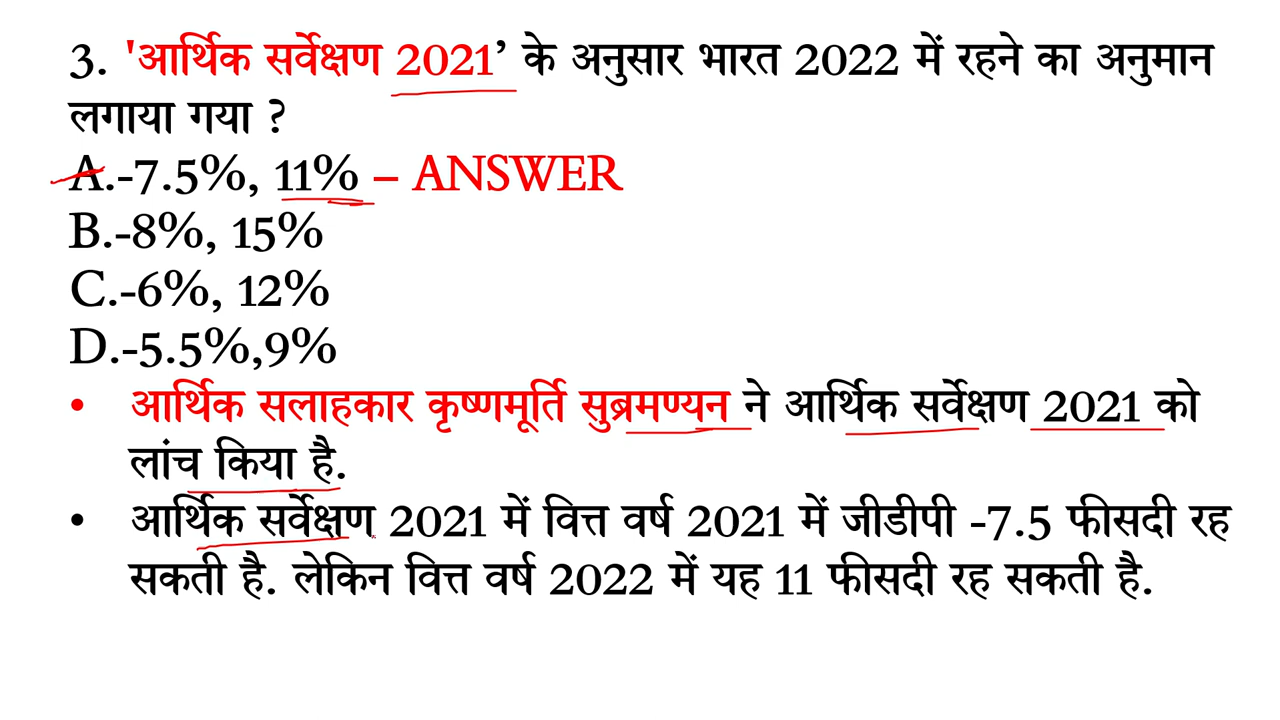 3. 'आर्थिक सर्वेक्षण 2021’ के अनुसार भारत 2022 में रहने का अनुमान
लगाया गया ?
A.-7.5%, 11% – ANSWER
B.-8%, 15%
C.-6%, 12%
D.-5.5%,9%
• आर्थिक सलाहकार कृष्णमूर्ति सुब्रमण्यन ने आर्थिक सर्वेक्षण 2021 को
लांच किया है.
• आर्थिक सर्वेक्षण 2021 में वित्त वर्ष 2021 में जीडीपी -7.5 फीसदी रह
सकती है. लेकिन वित्त वर्ष 2022 में यह 11 फीसदी रह सकती है.